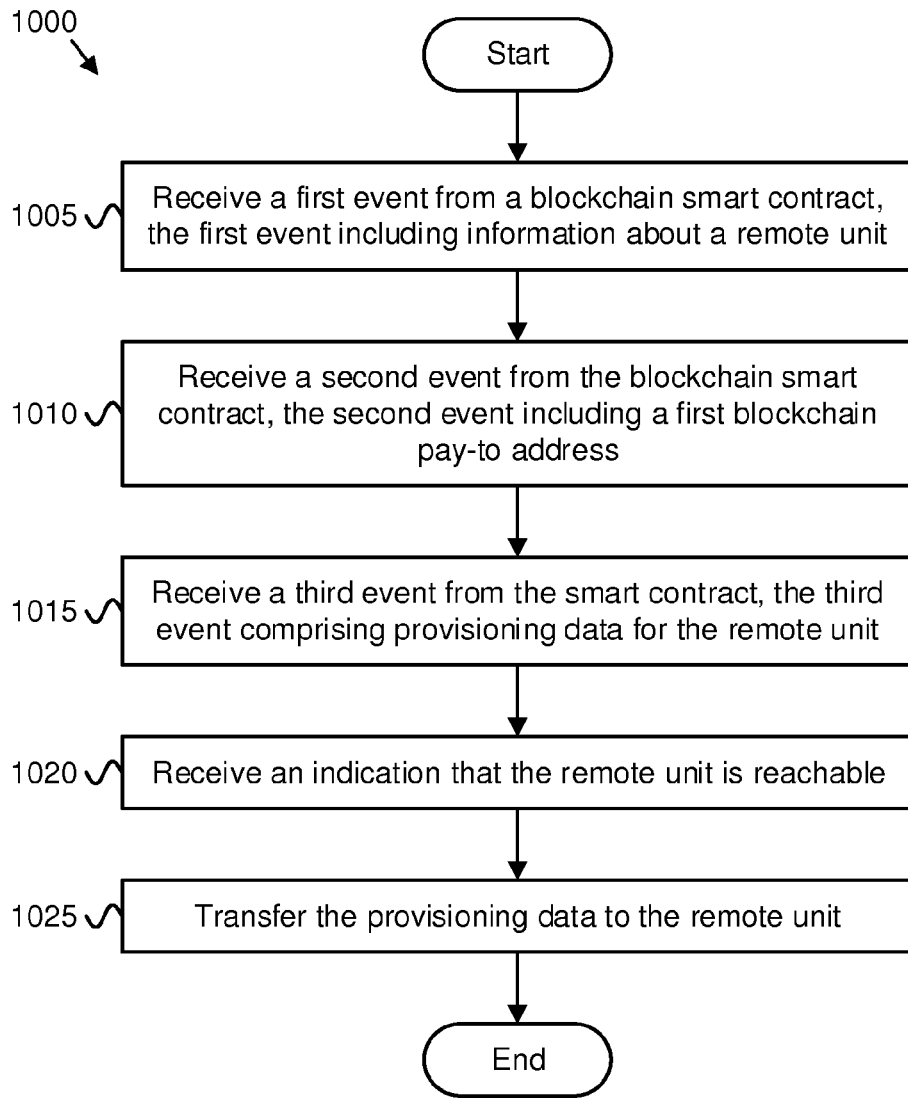 1000
Start
1005
Receive a first event from a blockchain smart contract,
the first event including information about a remote unit
1010
Receive a second event from the blockchain smart
contract, the second event including a first blockchain
pay-to address
1015
Receive a third event from the smart contract, the third
event comprising provisioning data for the remote unit
1020
Receive an indication that the remote unit is reachable
1025
Transfer the provisioning data to the remote unit
End